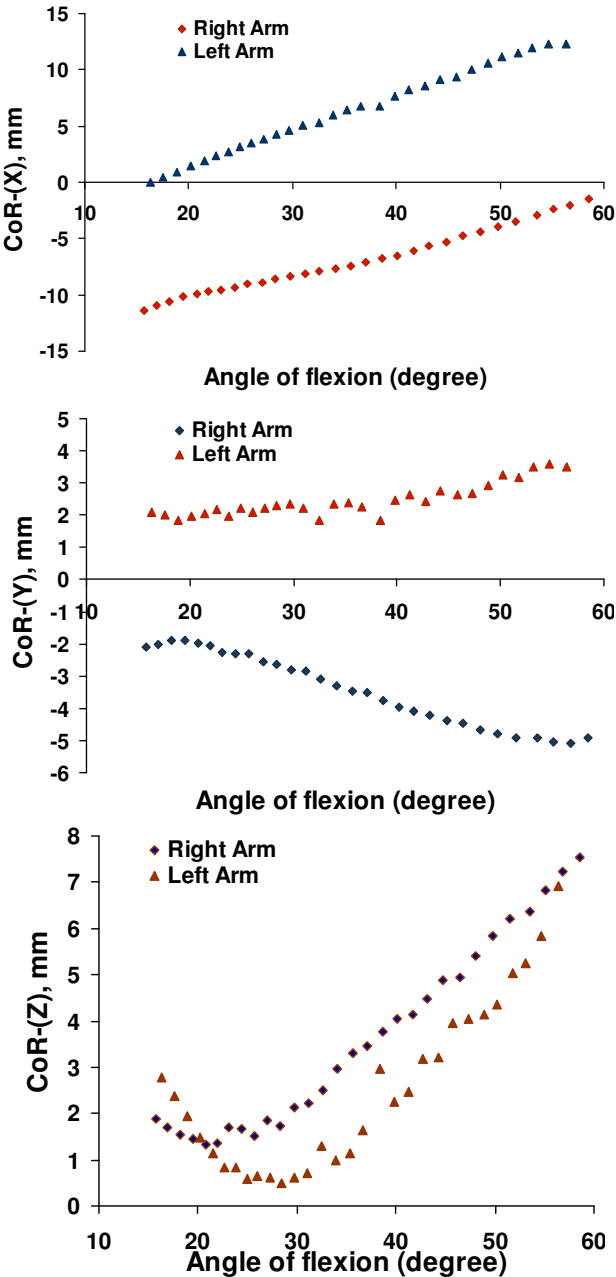 15
Right Arm
Left Arm
10
5
0
10 20 30 40 50 60
-5
-10
-15
CoR-(X), mm
Angle of flexion (degree)
5
Right Arm
4
Left Arm
3
2
1
0
10 20 30 40 50 60
-1
-2
-3
-4
-5
-6
CoR-(Y), mm
Angle of flexion (degree)
8
Right Arm
7
Left Arm
6
5
4
3
2
1
0
CoR-(Z), mm
10 20 30 40 50 60
Angle of flexion (degree)